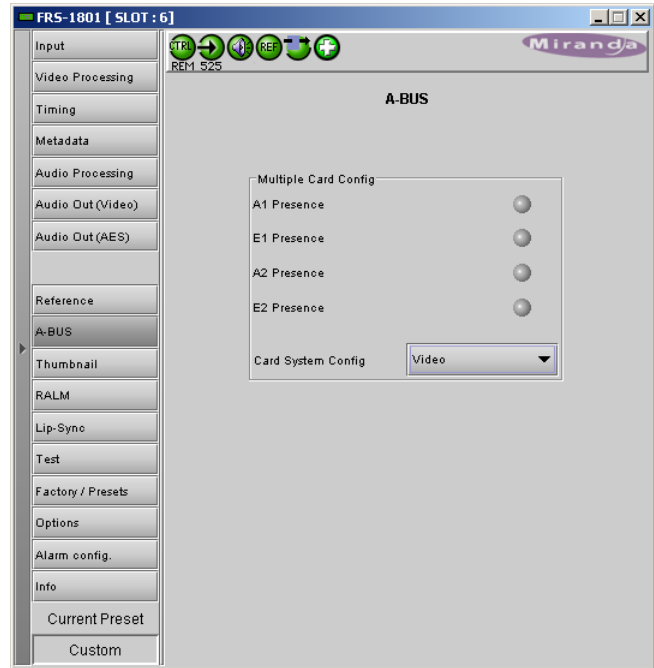 FRS-1801 [ SLOT : 6]
CTRL REF
REM 525
Miranda
Input
Video Processing
Timing
Metadata
Audio Processing
Audio Out (Video)
Audio Out (AES)
Reference
A-BUS
Thumbnail
RALM
Lip-Sync
Test
Factory / Presets
Options
Alarm config.
Info
Current Preset
Custom
A-BUS
Multiple Card Config
A1 Presence
E1 Presence
A2 Presence
E2 Presence
Card System Config Video